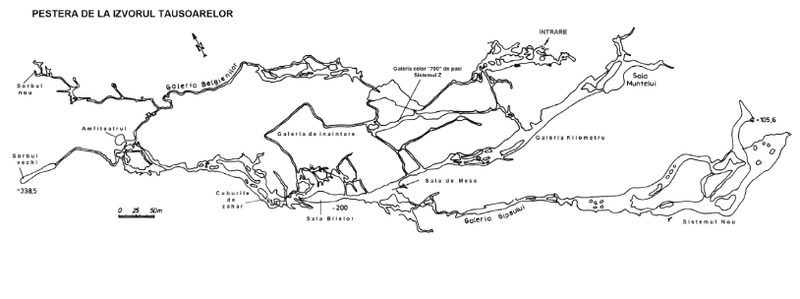 PESTERA DE LA IZVORUL TAUSOARELOR
N
INTRARE
Galeria celor "700" de pasi
Sistemul Z
Galeria Belgienilor
Sorbul
nou
Sala
Muntelui
-105,6
Amfiteatrul
Galeria de inaintare
Galeria Kilometru
Sorbul
vechi
-338,5
Sala de Mese
Cuburile
de
zahar
-200
Sala Bilelor
Galeria Gipsului
Sistemul Nou
0 25 50m